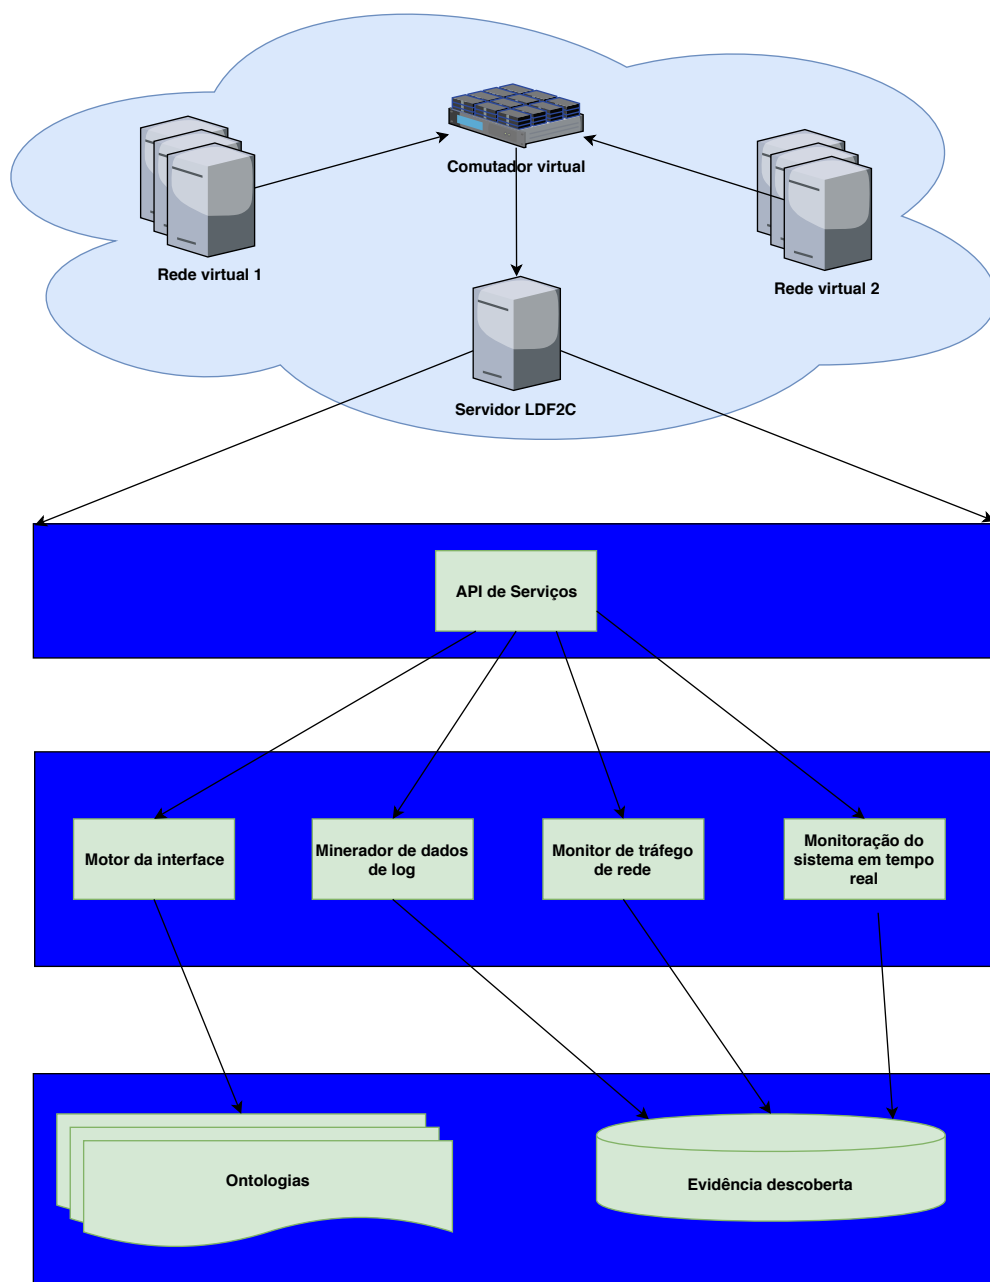 Comutador virtual
Rede virtual 1
Rede virtual 2
Servidor LDF2C
API de Serviços
Motor da interface
Minerador de dados
de log
Monitor de tráfego
de rede
Monitoração do
sistema em tempo
real
Ontologias
Evidência descoberta